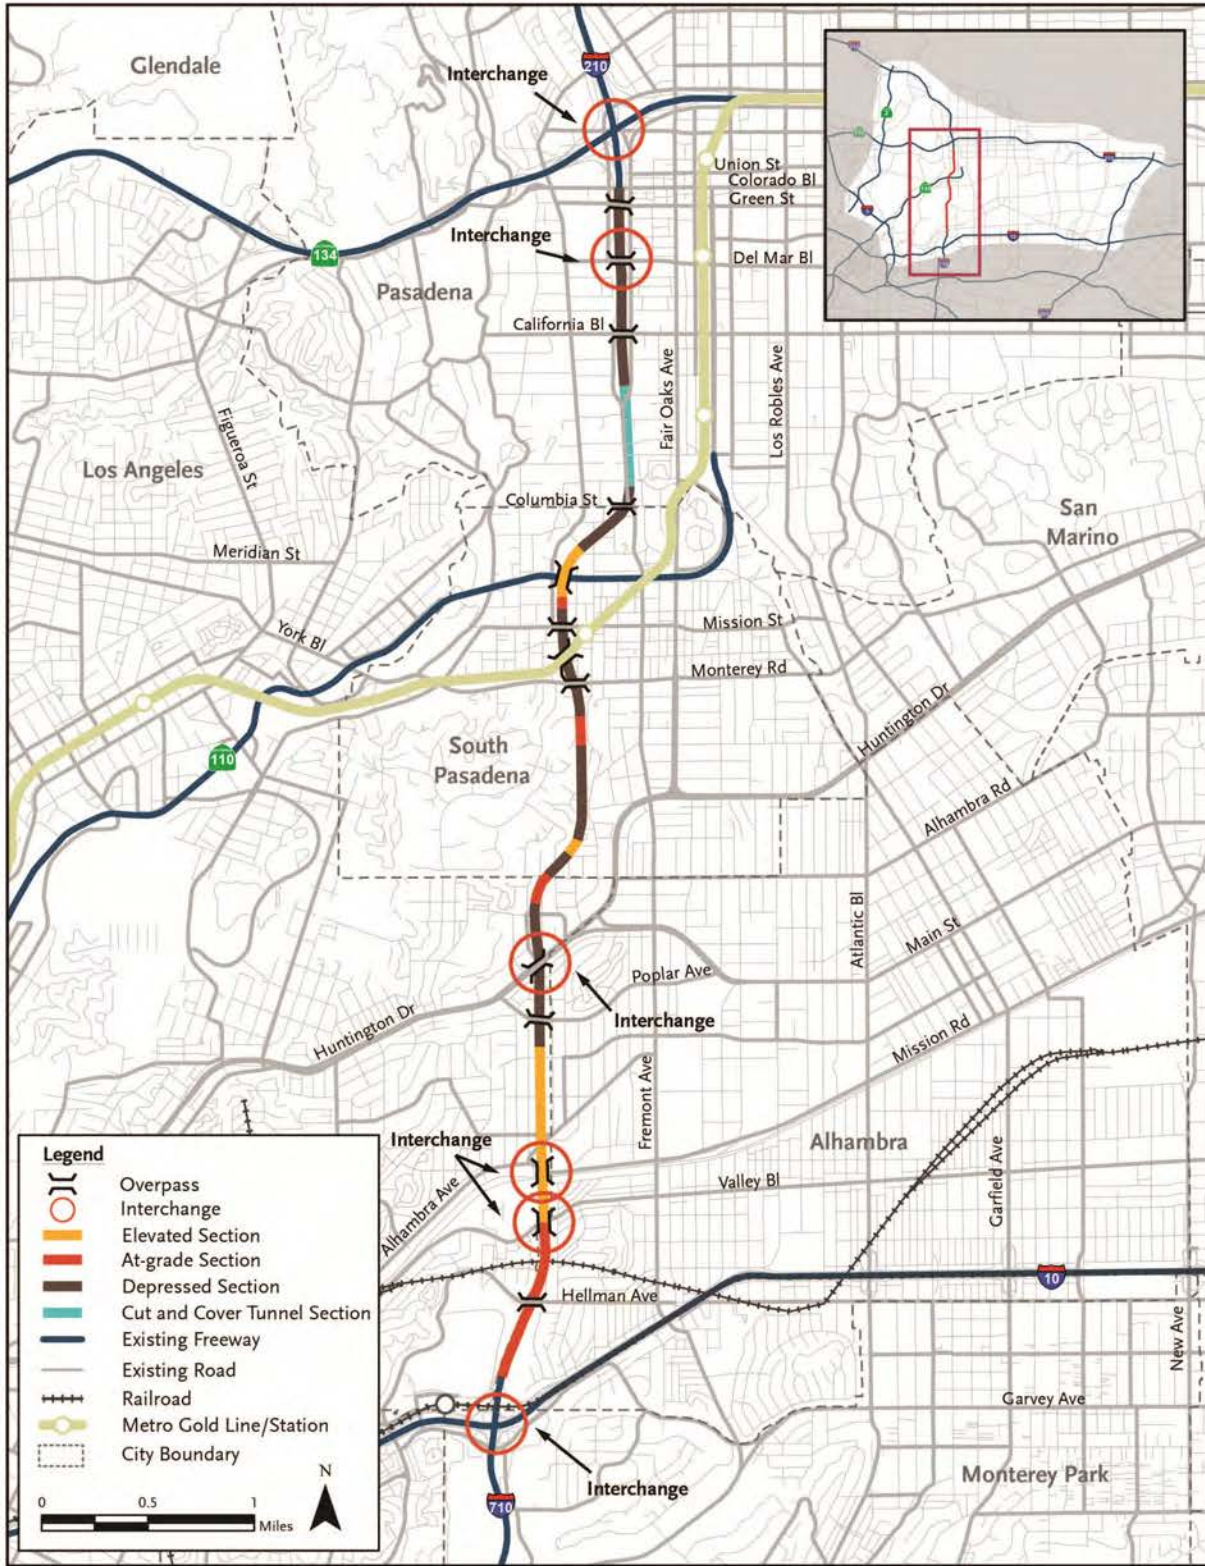 Glendale
210
Interchange
Union St
Colorado Bl
Green St
Interchange
Del Mar Bl
134
Pasadena
California Bl
Fair Oaks Ave
Los Robles Ave
Figueroa St
Los Angeles
Columbia St
San
Marino
Meridian St
York Bl
Mission St
Monterey Rd
Huntington Dr
South
Pasadena
110
Alhambra Rd
Atlantic Bl
Main St
Poplar Ave
Interchange
Huntington Dr
Mission Rd
Fremont Ave
Interchange
Alhambra
Valley Bl
Garfield Ave
Alhambra Ave
10
Hellman Ave
New Ave
Garvey Ave
Interchange
Monterey Park
710
Legend
Overpass
Interchange
Elevated Section
At-grade Section
Depressed Section
Cut and Cover Tunnel Section
Existing Freeway
Existing Road
Railroad
Metro Gold Line/Station
City Boundary
N
0 0.5 1
Miles